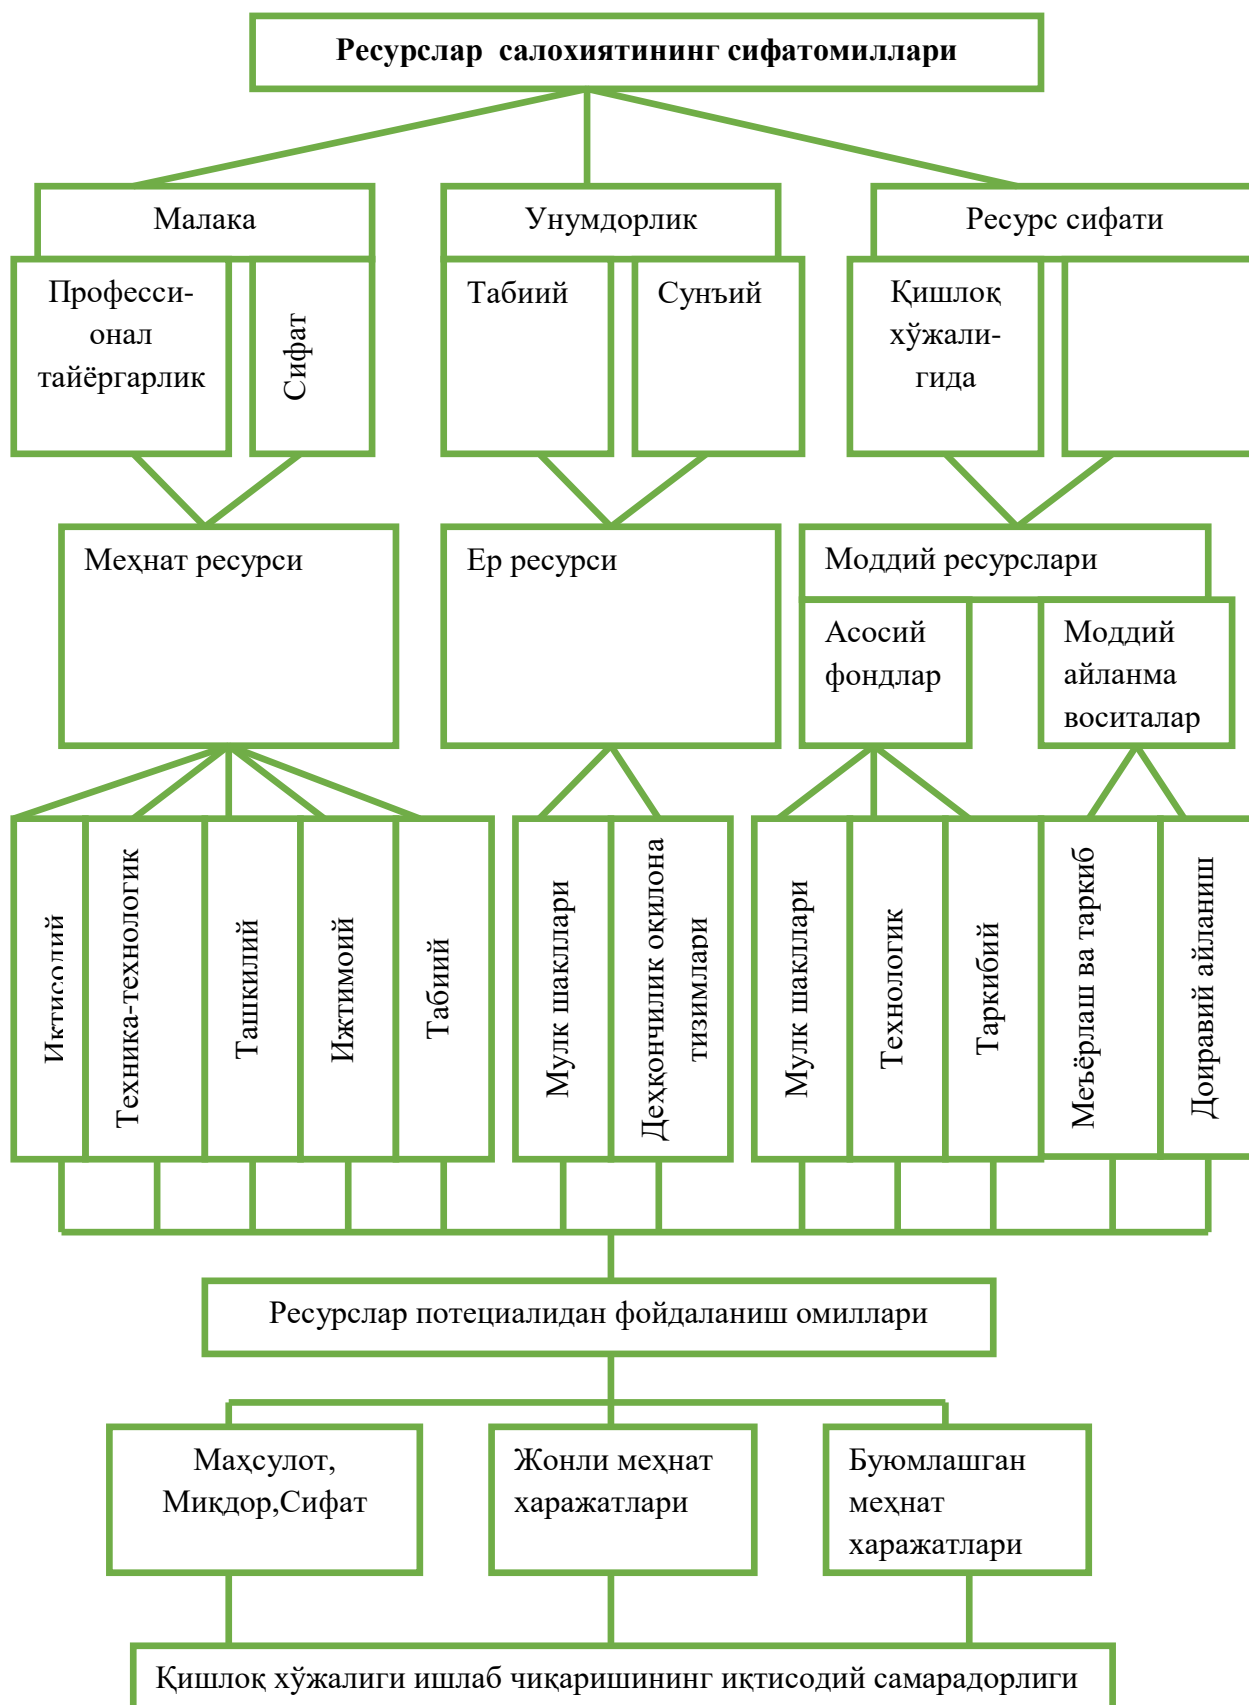 Ресурслар салохиятининг сифатомиллари
Малака
Унумдорлик
Ресурс сифати
Професси-
онал
тайёргарлик
Сифат
Табиий
Сунъий
Қишлоқ
хўжали-
гида
Меҳнат ресурси
Ер ресурси
Моддий ресурслари
Асосий
фондлар
Моддий
айланма
воситалар
Иқтисодий
Техника-технологик
Ташкилий
Ижтимоий
Табиий
Мулк шакллари
Деҳқончилик оқилона
тизимлари
Мулк шакллари
Технологик
Таркибий
Меъёрлаш ва таркиб
Доиравий айланиш
Ресурслар потециалидан фойдаланиш омиллари
Маҳсулот,
Миқдор,Сифат
Жонли меҳнат
харажатлари
Буюмлашган
меҳнат
харажатлари
Қишлоқ хўжалиги ишлаб чиқаришининг иқтисодий самарадорлиги